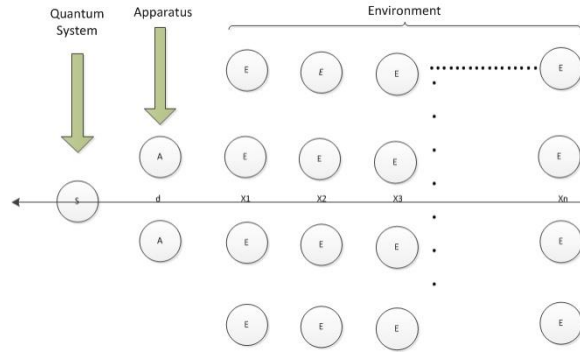 Quantum
System
Apparatus
Environment
E E E E
A E E E E
S d X1 X2 X3 Xn
A E E E E
E E E E